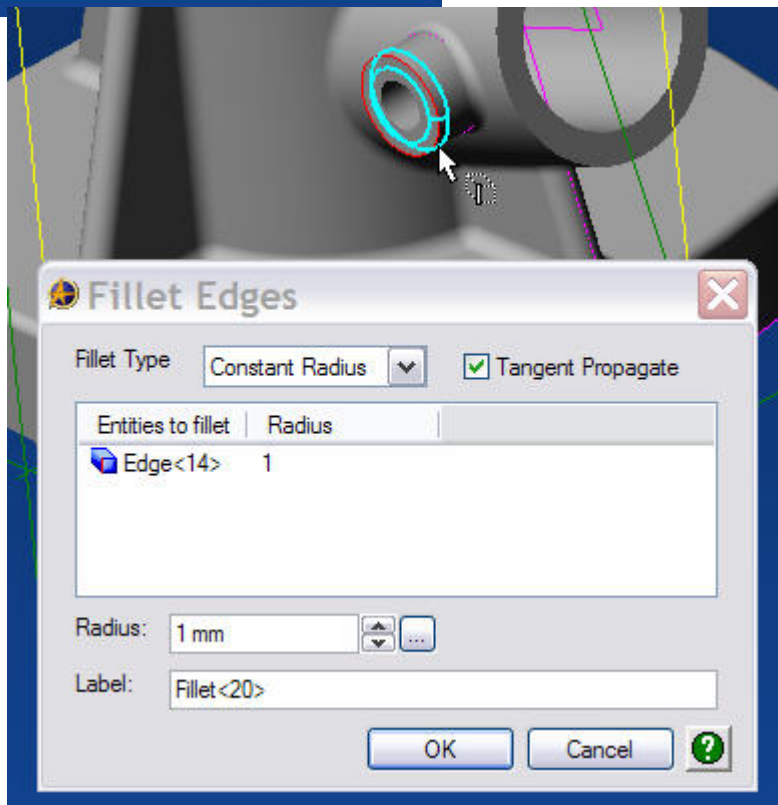 Fillet Edges
Fillet Type Constant Radius Tangent Propagate
Entities to fillet Radius
Edge<14> 1
Radius: 1 mm ...
Label: Fillet<20>
OK Cancel ?